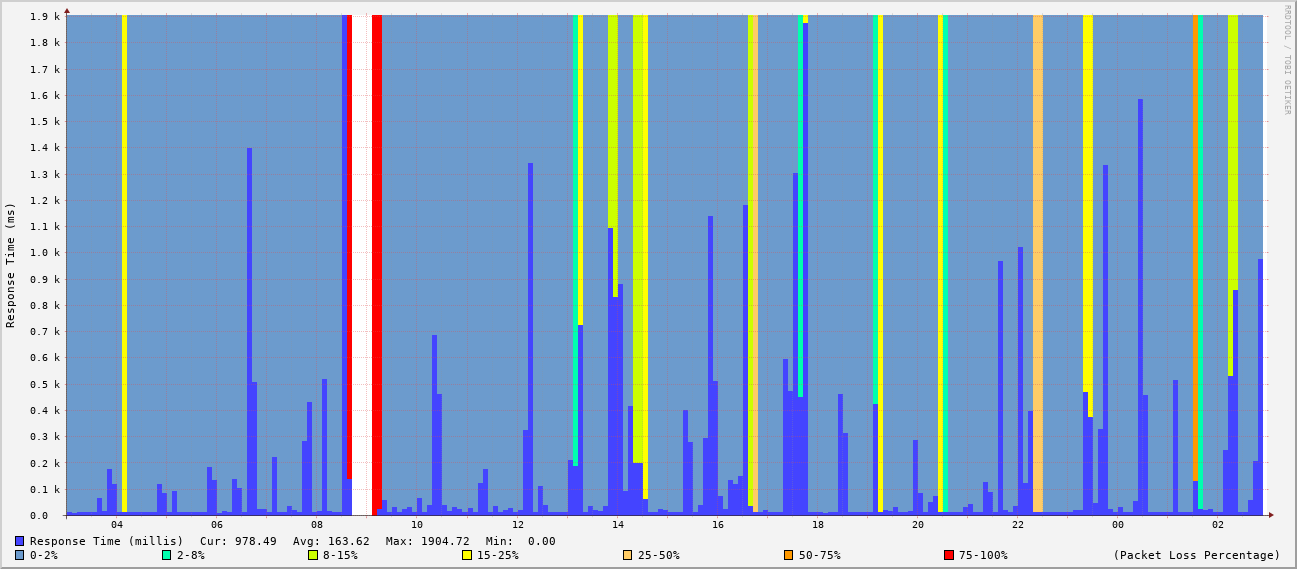 RRDTOOL / TOBI OETIKER
Response Time (ms)
1.9 k
1.8 k
1.7 k
1.6 k
1.5 k
1.4 k
1.3 k
1.2 k
1.1 k
1.0 k
0.9 k
0.8 k
0.7 k
0.6 k
0.5 k
0.4 k
0.3 k
0.2 k
0.1 k
0.0
04 06 08 10 12 14 16 18 20 22 00 02
Response Time (millis) Cur: 978.49 Avg: 163.62 Max: 1904.72 Min: 0.00
0-2% 2-8% 8-15% 15-25% 25-50% 50-75% 75-100% (Packet Loss Percentage)